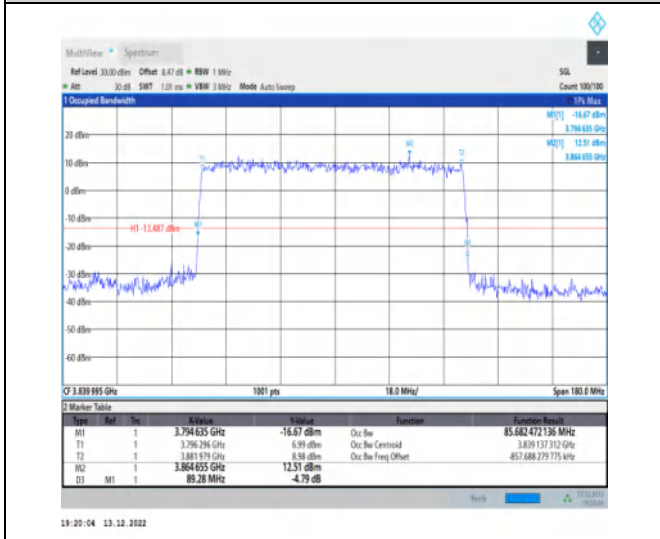 MultiView Spectrum
Ref Level 30.00 dBm Offset 8.47 dB RBW 1 MHz SGL
Att 30 dB SWT 1.01 ms VBW 3 MHz Mode Auto Sweep Count 100/100
1 Occupied Bandwidth 1Pk Max
M1[1] -16.67 dBm
3.794 635 GHz
M2[1] 12.51 dBm
3.864 655 GHz
20 dBm
M2
T1 T2
10 dBm
0 dBm
-10 dBm
H1 -13.487 dBm
M1
-20 dBm
-30 dBm
-40 dBm
-50 dBm
-60 dBm
CF 3.839 995 GHz 1001 pts 18.0 MHz/ Span 180.0 MHz
2 Marker Table
Type Ref Trc X-Value Y-Value Function Function Result
M1 1 3.794 635 GHz -16.67 dBm Occ Bw 85.682 472 136 MHz
T1 1 3.796 296 GHz 6.99 dBm Occ Bw Centroid 3.839 137 312 GHz
T2 1 3.881 979 GHz 8.98 dBm Occ Bw Freq Offset -857.688 279 775 kHz
M2 1 3.864 655 GHz 12.51 dBm
D3 M1 1 89.28 MHz -4.79 dB
Ready
19:20:04 13.12.2022